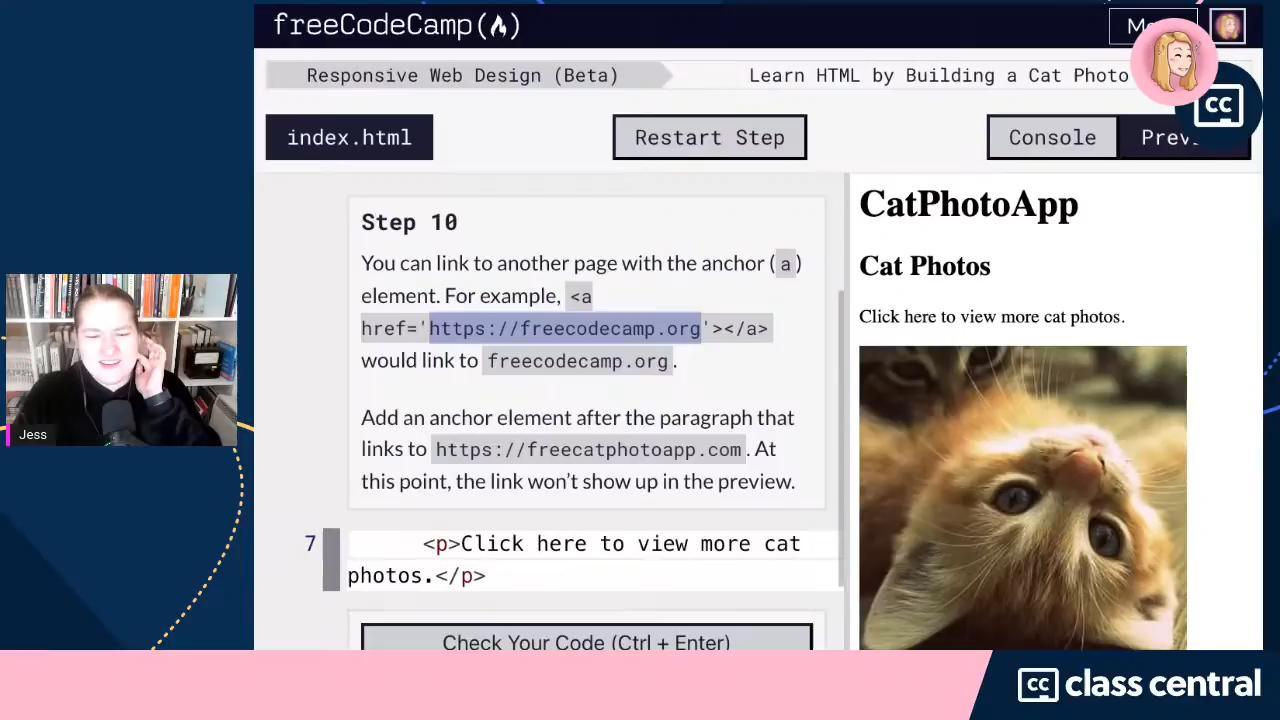 freeCodeCamp(🔥)
Me
Responsive Web Design (Beta)
Learn HTML by Building a Cat Photo
CC
index.html
Restart Step
Console
Prev
Step 10
You can link to another page with the anchor (a)
element. For example, <a
href='https://freecodecamp.org'></a>
would link to freecodecamp.org.
Add an anchor element after the paragraph that
links to https://freecatphotoapp.com. At
this point, the link won't show up in the preview.
7 <p>Click here to view more cat
photos.</p>
Check Your Code (Ctrl + Enter)
CatPhotoApp
Cat Photos
Click here to view more cat photos.
Jess
CC class central